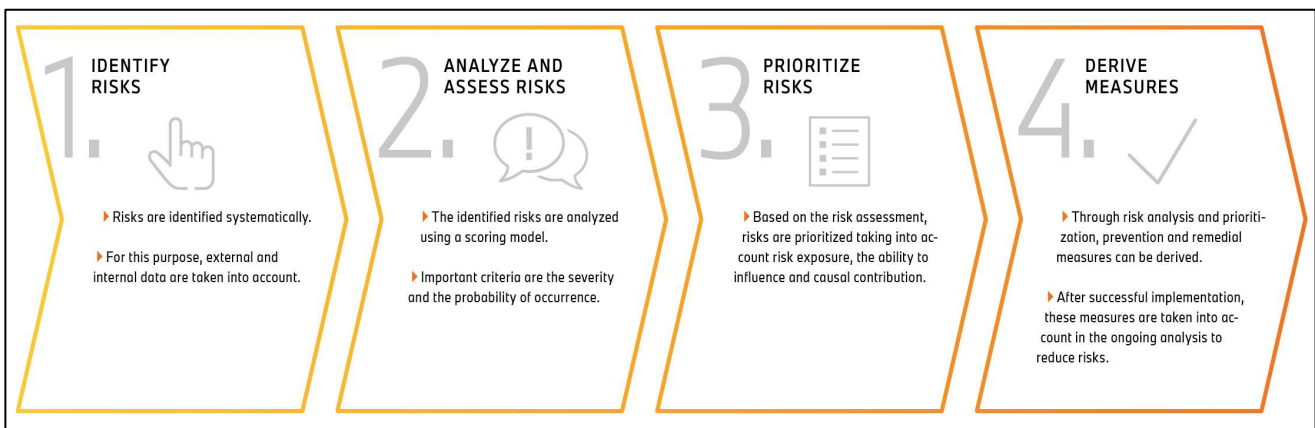 1.
IDENTIFY
RISKS
Risks are identified systematically.
For this purpose, external and
internal data are taken into account.
2.
ANALYZE AND
ASSESS RISKS
!
The identified risks are analyzed
using a scoring model.
Important criteria are the severity
and the probability of occurrence.
3.
PRIORITIZE
RISKS
Based on the risk assessment,
risks are prioritized taking into ac-
count risk exposure, the ability to
influence and causal contribution.
4.
DERIVE
MEASURES
Through risk analysis and prioriti-
zation, prevention and remedial
measures can be derived.
After successful implementation,
these measures are taken into ac-
count in the ongoing analysis to
reduce risks.